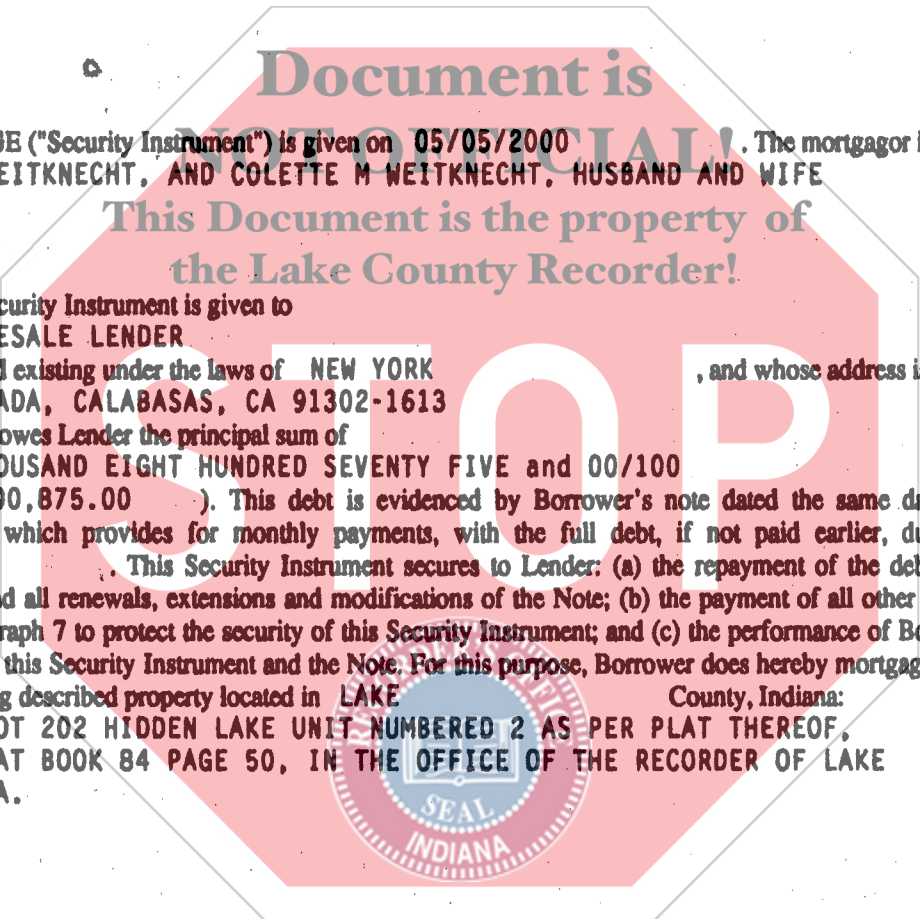 Document is
NOT OFFICIAL!
This Document is the property of
the Lake County Recorder!
GE ("Security Instrument") is given on 05/05/2000 . The mortgagor i
EITKNECHT, AND COLETTE M WEITKNECHT, HUSBAND AND WIFE
curity Instrument is given to
ESALE LENDER
d existing under the laws of NEW YORK , and whose address i
ADA, CALABASAS, CA 91302-1613
owes Lender the principal sum of
OUSAND EIGHT HUNDRED SEVENTY FIVE and 00/100
90,875.00 ). This debt is evidenced by Borrower's note dated the same da
which provides for monthly payments, with the full debt, if not paid earlier, du
. This Security Instrument secures to Lender: (a) the repayment of the deb
d all renewals, extensions and modifications of the Note; (b) the payment of all other
raph 7 to protect the security of this Security Instrument; and (c) the performance of Bo
this Security Instrument and the Note. For this purpose, Borrower does hereby mortgag
g described property located in LAKE County, Indiana:
OT 202 HIDDEN LAKE UNIT NUMBERED 2 AS PER PLAT THEREOF,
AT BOOK 84 PAGE 50, IN THE OFFICE OF THE RECORDER OF LAKE
A.
STOP
RECORDER'S OFFICE
SEAL
INDIANA